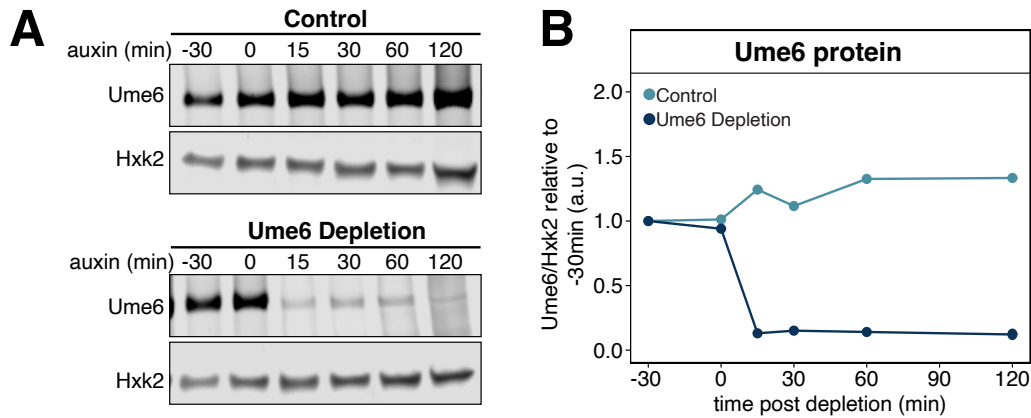 A
Control
auxin (min) -30 0 15 30 60 120
Ume6
Hxk2
Ume6 Depletion
auxin (min) -30 0 15 30 60 120
Ume6
Hxk2
B
Ume6 protein
Control
Ume6 Depletion
Ume6/Hxk2 relative to
-30min (a.u.)
2.0
1.5
1.0
0.5
0.0
-30 0 30 60 90 120
time post depletion (min)